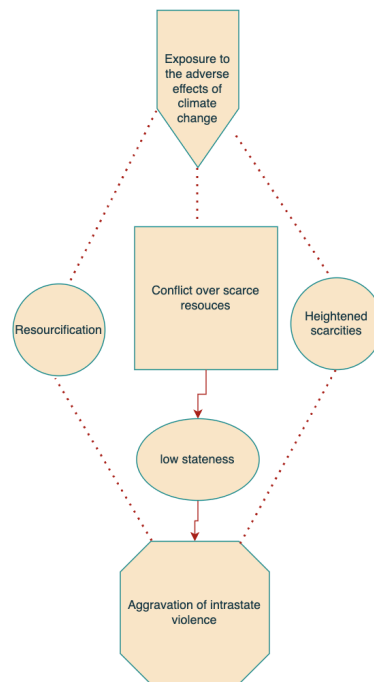 Exposure to
the adverse
effects of
climate
change
Conflict over scarce
resouces
Resourcification
Heightened
scarcities
low stateness
Aggravation of intrastate
violence